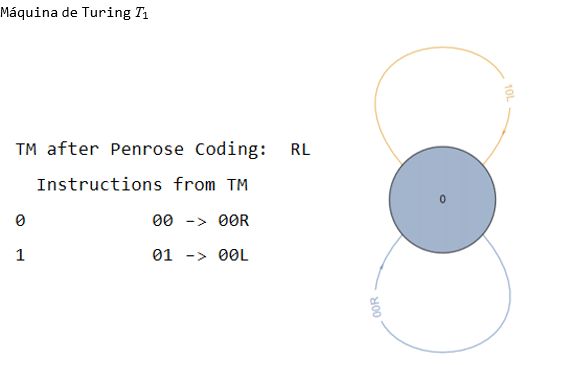 Máquina de Turing T₁
TM after Penrose Coding: RL
Instructions from TM
0 00 -> 00R
1 01 -> 00L
10L
0
00R